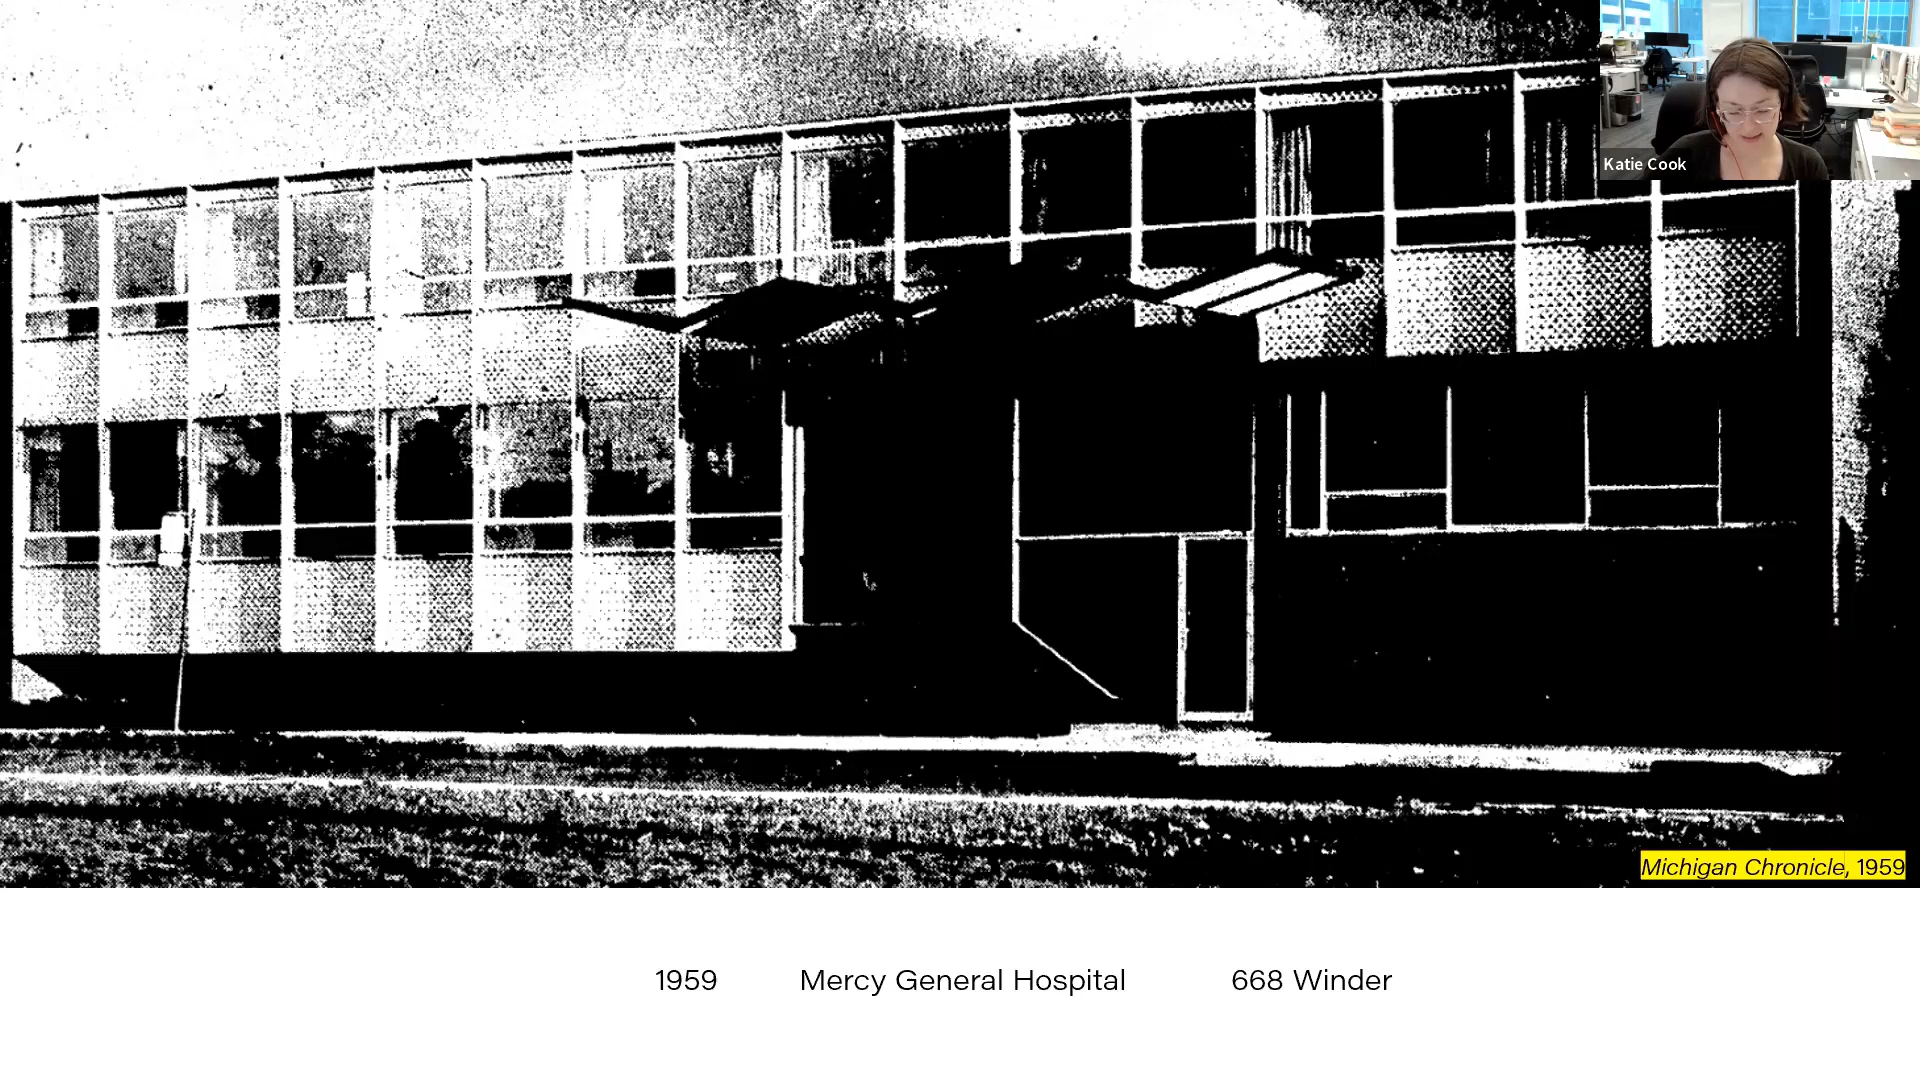 Katie Cook
Michigan Chronicle, 1959
1959 Mercy General Hospital 668 Winder